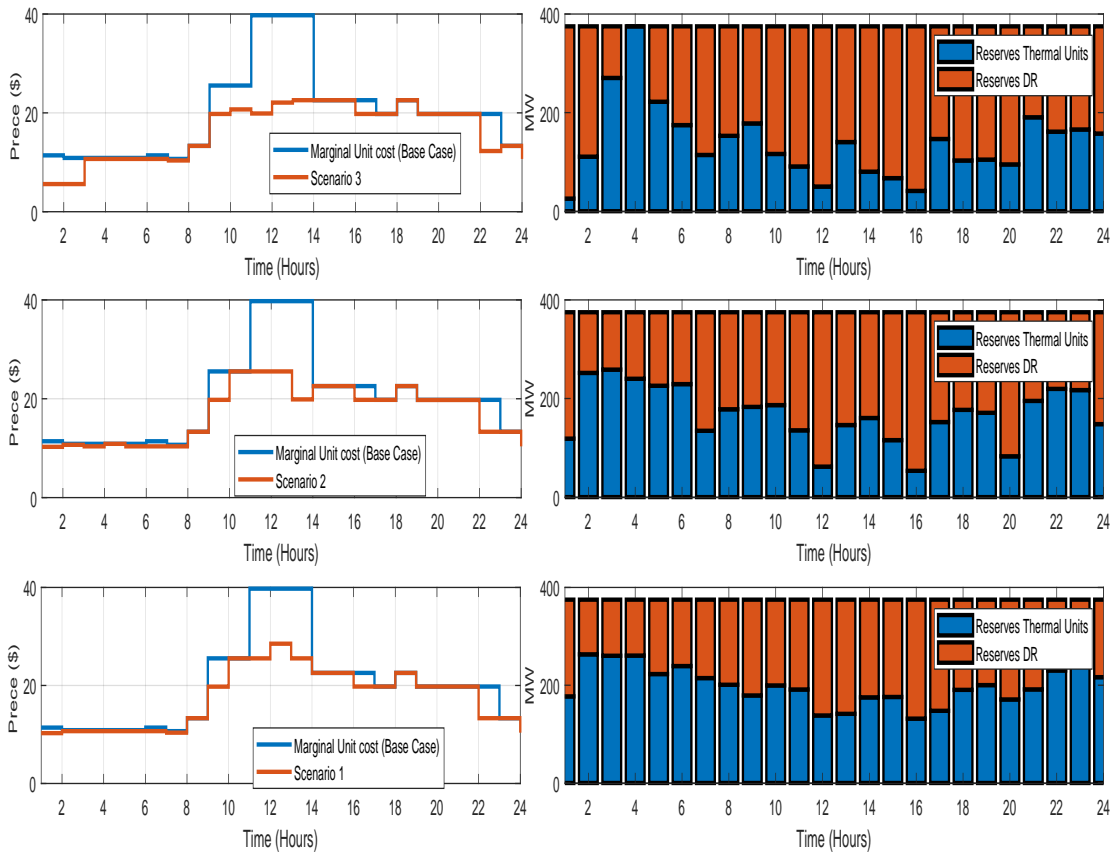 40
20
0
Prece ($)
2 4 6 8 10 12 14 16 18 20 22 24
Time (Hours)
Marginal Unit cost (Base Case)
Scenario 3
400
200
0
MW
2 4 6 8 10 12 14 16 18 20 22 24
Time (Hours)
Reserves Thermal Units
Reserves DR
40
20
0
Prece ($)
2 4 6 8 10 12 14 16 18 20 22 24
Time (Hours)
Marginal Unit cost (Base Case)
Scenario 2
400
200
0
MW
2 4 6 8 10 12 14 16 18 20 22 24
Time (Hours)
Reserves Thermal Units
Reserves DR
40
20
0
Prece ($)
2 4 6 8 10 12 14 16 18 20 22 24
Time (Hours)
Marginal Unit cost (Base Case)
Scenario 1
400
200
0
MW
2 4 6 8 10 12 14 16 18 20 22 24
Time (Hours)
Reserves Thermal Units
Reserves DR